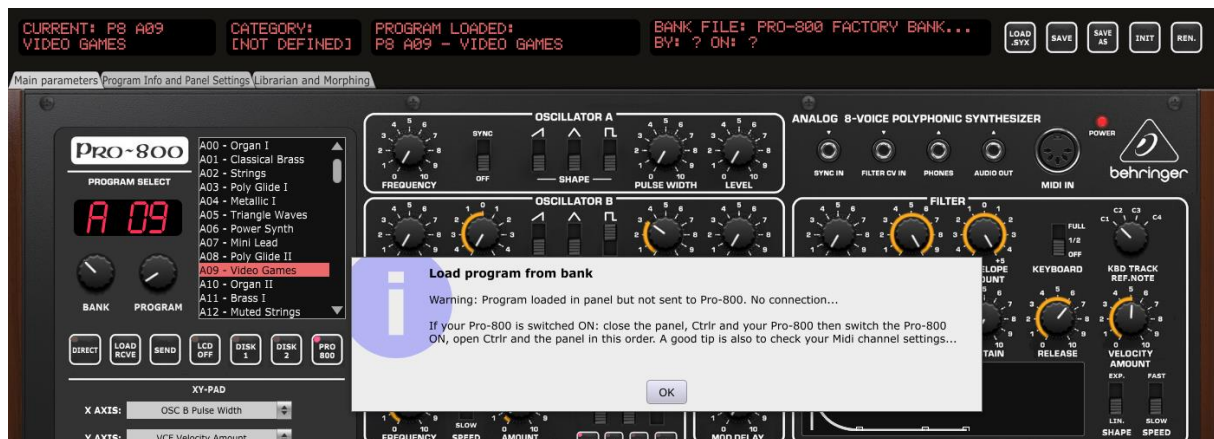 CURRENT: P8 A09
VIDEO GAMES
CATEGORY:
[NOT DEFINED]
PROGRAM LOADED:
P8 A09 - VIDEO GAMES
BANK FILE: PRO-800 FACTORY BANK...
BY: ? ON: ?
LOAD .SYX
SAVE
SAVE AS
INIT
REN.
Main parameters
Program Info and Panel Settings
Librarian and Morphing
PRO~800
PROGRAM SELECT
A 09
BANK
PROGRAM
A00 - Organ I
A01 - Classical Brass
A02 - Strings
A03 - Poly Glide I
A04 - Metallic I
A05 - Triangle Waves
A06 - Power Synth
A07 - Mini Lead
A08 - Poly Glide II
A09 - Video Games
A10 - Organ II
A11 - Brass I
A12 - Muted Strings
DIRECT
LOAD RCVE
SEND
LCD OFF
DISK 1
DISK 2
PRO 800
XY-PAD
X AXIS:
OSC B Pulse Width
Y AXIS:
VCF Velocity Amount
OSCILLATOR A
SYNC
OFF
SHAPE
FREQUENCY
PULSE WIDTH
LEVEL
OSCILLATOR B
ANALOG 8-VOICE POLYPHONIC SYNTHESIZER
SYNC IN
FILTER CV IN
PHONES
AUDIO OUT
MIDI IN
POWER
behringer
FILTER
FULL
1/2
OFF
KEYBOARD
C1
C2
C3
C4
KBD TRACK
REF.NOTE
RELEASE
VELOCITY
AMOUNT
EXP.
FAST
LIN.
SLOW
SHAPE
SPEED
Load program from bank
Warning: Program loaded in panel but not sent to Pro-800. No connection...
If your Pro-800 is switched ON: close the panel, Ctrlr and your Pro-800 then switch the Pro-800
ON, open Ctrlr and the panel in this order. A good tip is also to check your Midi channel settings...
OK
FREQUENCY
SLOW
SPEED
AMOUNT
MOD DELAY